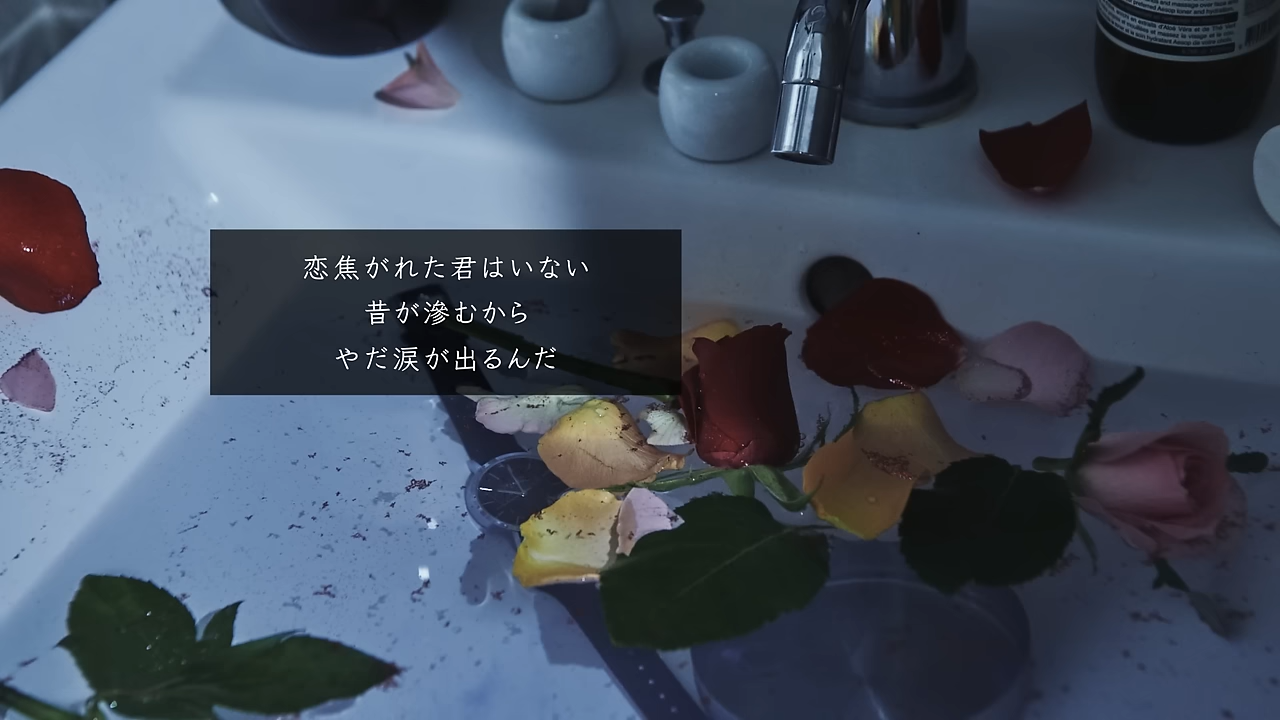 恋焦がれた君はいない
昔が滲むから
やだ涙が出るんだ